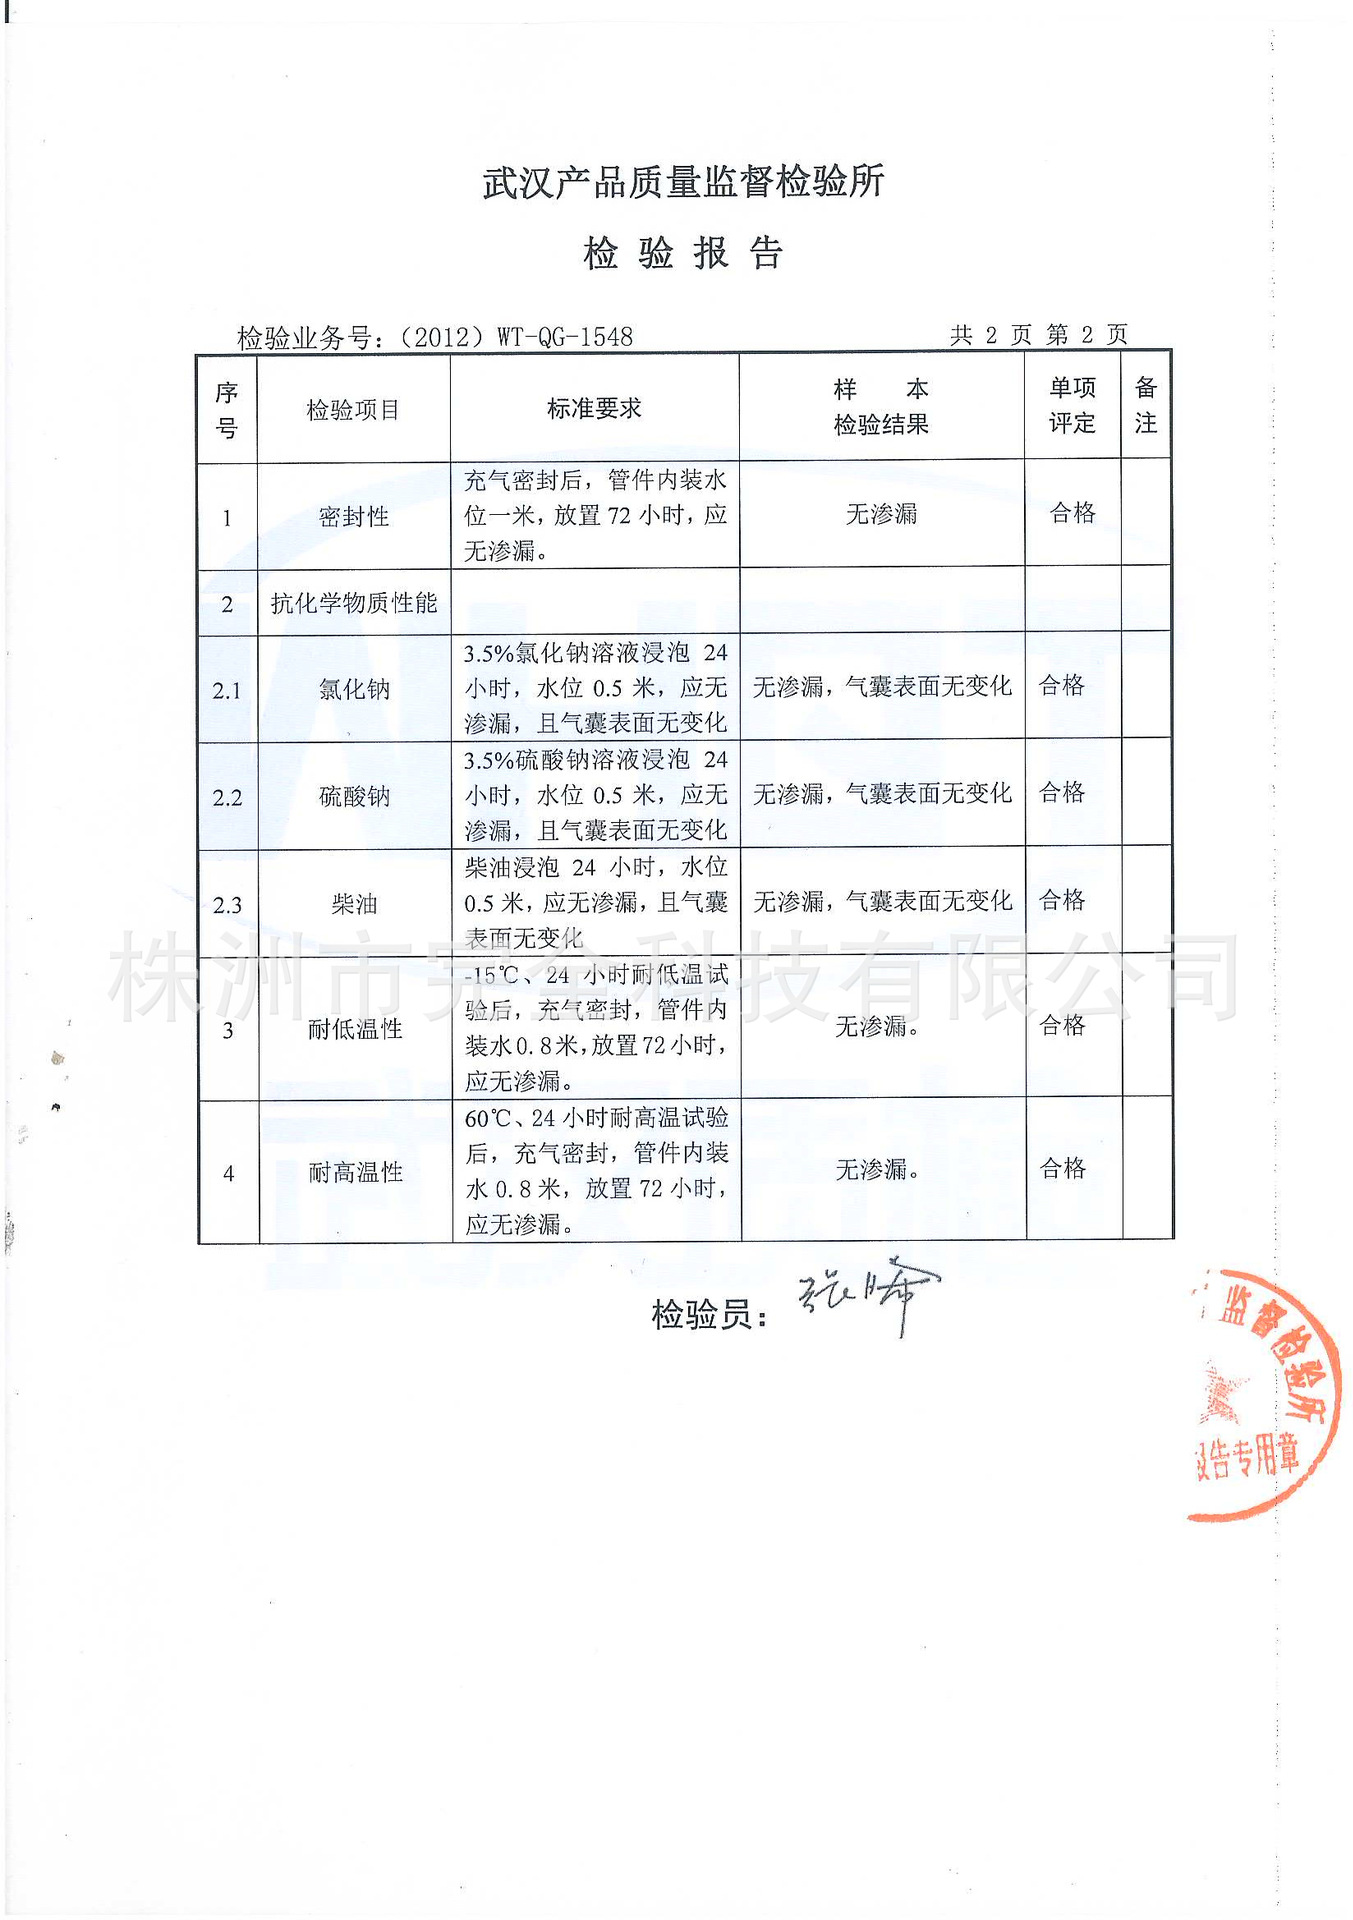 武汉产品质量监督检验所
检 验 报 告
检验业务号：（2012）WT-QG-1548
共 2 页 第 2 页
序号
检验项目
标准要求
样 本
检验结果
单项
评定
备注
1
密封性
充气密封后，管件内装水
位一米，放置 72 小时，应
无渗漏。
无渗漏
合格
2
抗化学物质性能
2.1
氯化钠
3.5%氯化钠溶液浸泡 24
小时，水位 0.5 米，应无
渗漏，且气囊表面无变化
无渗漏，气囊表面无变化
合格
2.2
硫酸钠
3.5%硫酸钠溶液浸泡 24
小时，水位 0.5 米，应无
渗漏，且气囊表面无变化
无渗漏，气囊表面无变化
合格
2.3
柴油
柴油浸泡 24 小时，水位
0.5 米，应无渗漏，且气囊
表面无变化
无渗漏，气囊表面无变化
合格
3
耐低温性
-15℃、24 小时耐低温试
验后，充气密封，管件内
装水0.8米，放置72小时，
应无渗漏。
无渗漏。
合格
4
耐高温性
60℃、24 小时耐高温试验
后，充气密封，管件内装
水 0.8 米，放置 72 小时，
应无渗漏。
无渗漏。
合格
株洲市完全科技有限公司
检验员：
监督检验所
报告专用章